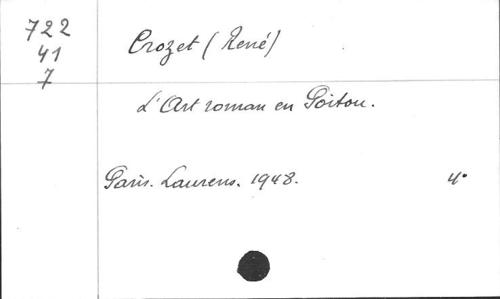 722
41
7
Crozet (René)
L'Art roman en Poitou.
Paris. Laurens. 1948. 4°